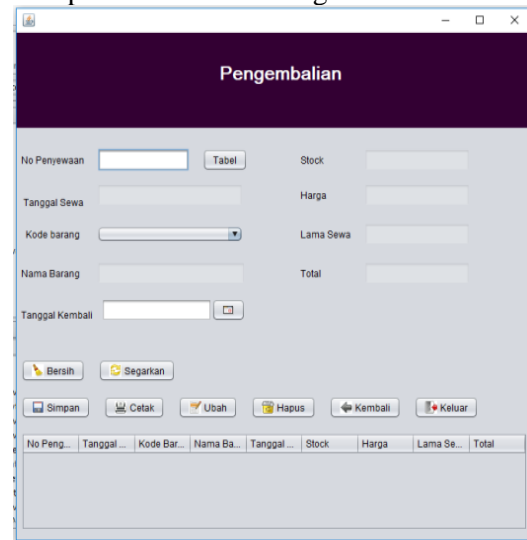 Pengembalian
No Penyewaan Tabel Stock
Tanggal Sewa Harga
Kode barang Lama Sewa
Nama Barang Total
Tanggal Kembali
Bersih Segarkan
Simpan Cetak Ubah Hapus Kembali Keluar
No Peng... Tanggal ... Kode Bar... Nama Ba... Tanggal ... Stock Harga Lama Se... Total